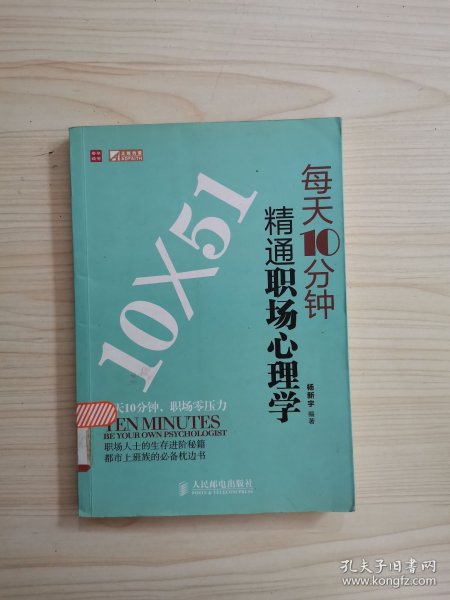 每天10分钟
精通职场心理学
杨新宇 编著
10X51
天10分钟、职场零压力
TEN MINUTES
BE YOUR OWN PSYCHOLOGIST
职场人士的生存进阶秘籍
都市上班族的必备枕边书
人民邮电出版社
POSTS & TELECOM PRESS
孔夫子旧书网
www.kongfz.com